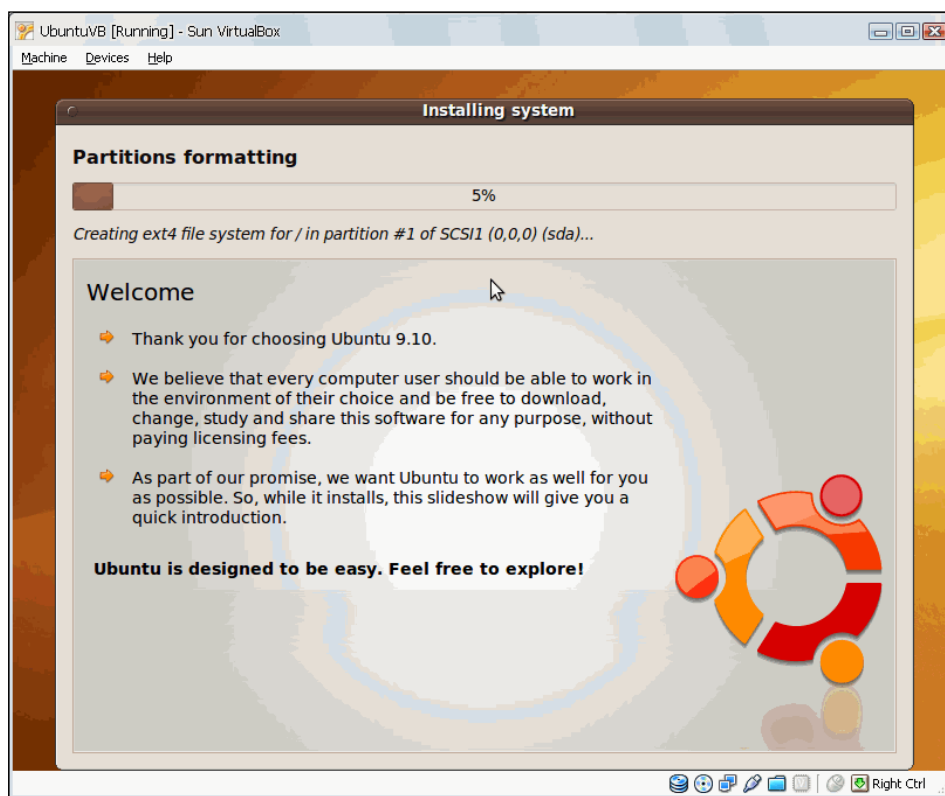 UbuntuVB [Running] - Sun VirtualBox
Machine Devices Help
Installing system
Partitions formatting
5%
Creating ext4 file system for / in partition #1 of SCSI1 (0,0,0) (sda)...
Welcome
Thank you for choosing Ubuntu 9.10.
We believe that every computer user should be able to work in
the environment of their choice and be free to download,
change, study and share this software for any purpose, without
paying licensing fees.
As part of our promise, we want Ubuntu to work as well for you
as possible. So, while it installs, this slideshow will give you a
quick introduction.
Ubuntu is designed to be easy. Feel free to explore!
Right Ctrl